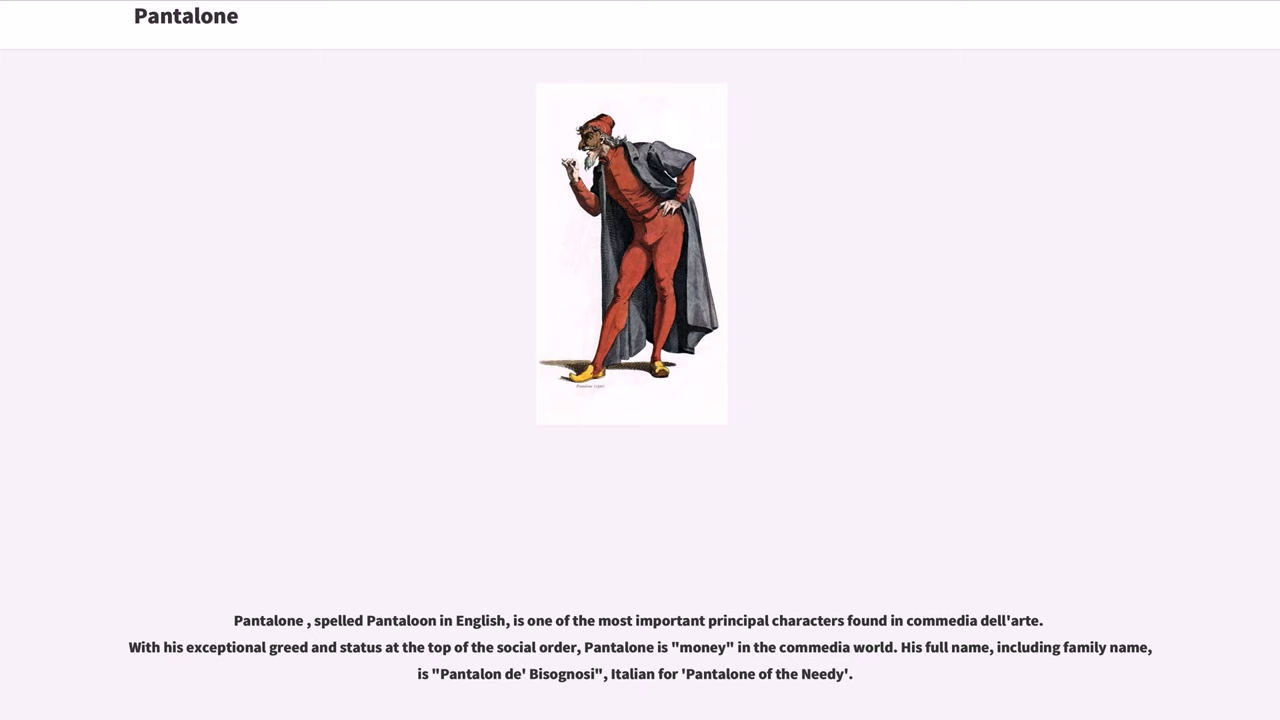 Pantalone
Pantalone (1550)
Pantalone , spelled Pantaloon in English, is one of the most important principal characters found in commedia dell'arte.
With his exceptional greed and status at the top of the social order, Pantalone is "money" in the commedia world. His full name, including family name,
is "Pantalon de' Bisognosi", Italian for 'Pantalone of the Needy'.